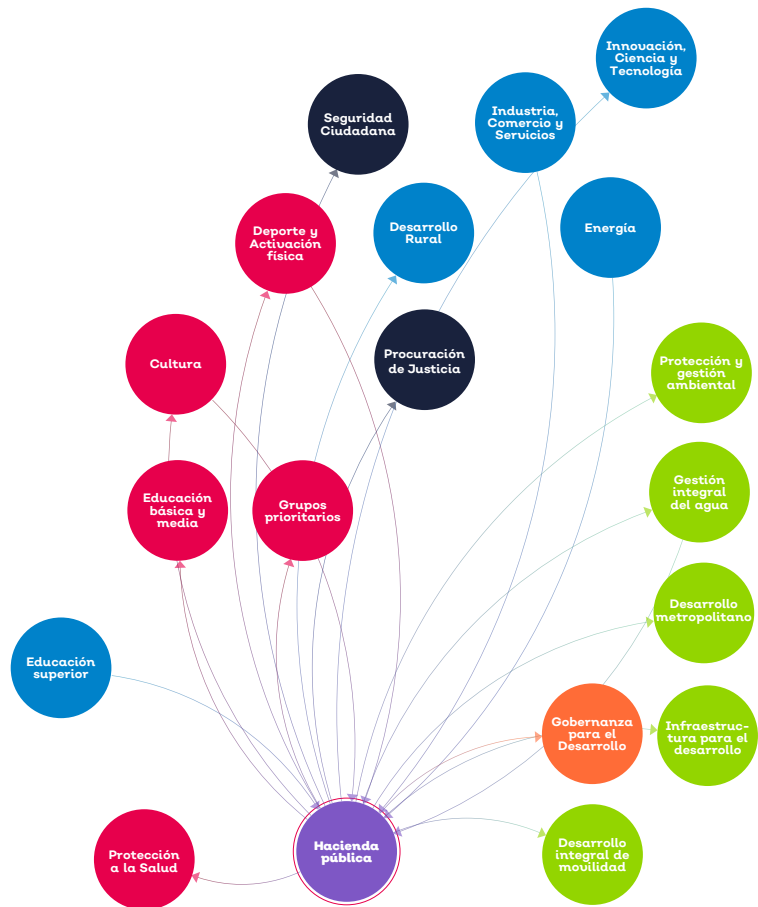 Innovación,
Ciencia y
Tecnología
Industria,
Comercio y
Servicios
Seguridad
Ciudadana
Deporte y
Activación
física
Desarrollo
Rural
Energía
Cultura
Procuración
de Justicia
Protección y
gestión
ambiental
Educación
básica y
media
Grupos
prioritarios
Gestión
integral
del agua
Desarrollo
metropolitano
Educación
superior
Gobernanza
para el
Desarrollo
Infraestruc-
tura para el
desarrollo
Hacienda
pública
Protección
a la Salud
Desarrollo
integral de
movilidad